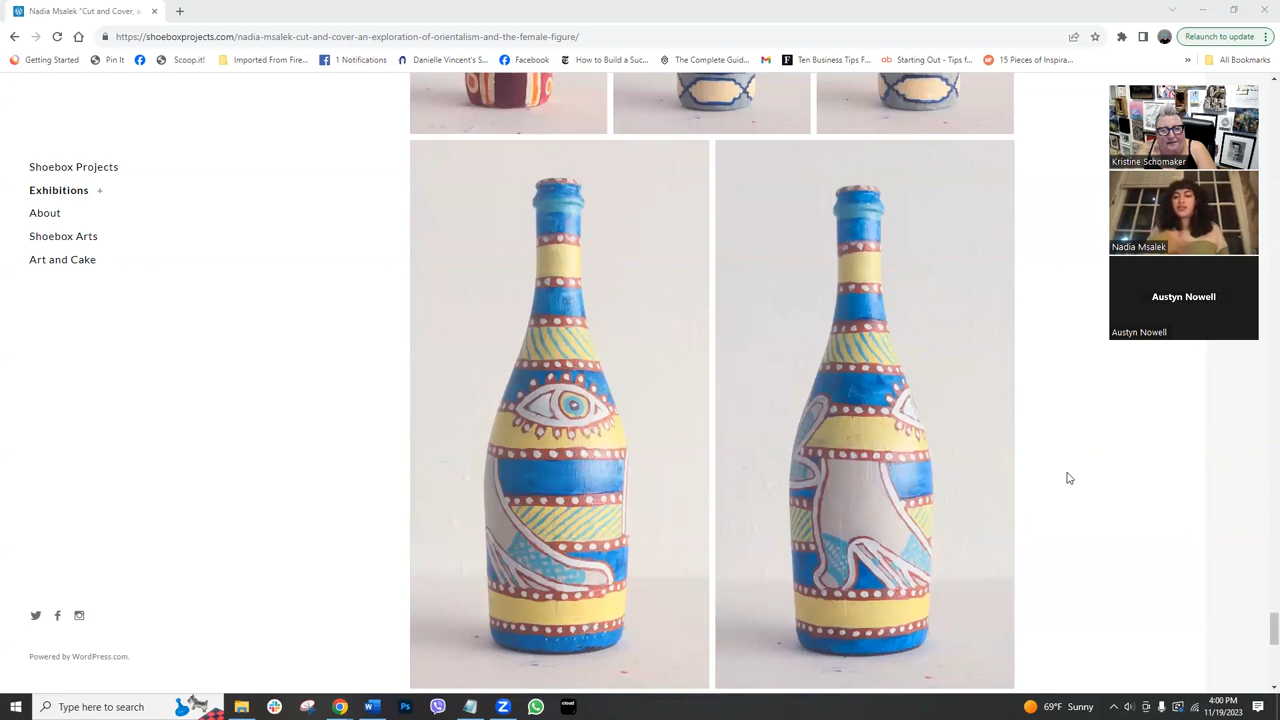 Nadia Msalek “Cut and Cover, a
https://shoeboxprojects.com/nadia-msalek-cut-and-cover-an-exploration-of-orientalism-and-the-female-figure/
Relaunch to update
Getting Started
Pin It
Scoop.it!
Imported From Fire...
1 Notifications
Danielle Vincent's S...
Facebook
How to Build a Suc...
The Complete Guid...
Ten Business Tips F...
ab Starting Out - Tips f...
15 Pieces of Inspira...
»
All Bookmarks
Shoebox Projects
Exhibitions +
About
Shoebox Arts
Art and Cake
Powered by WordPress.com.
Kristine Schomaker
Nadia Msalek
Austyn Nowell
Austyn Nowell
Type here to search
cloud
69°F Sunny
4:00 PM
11/19/2023